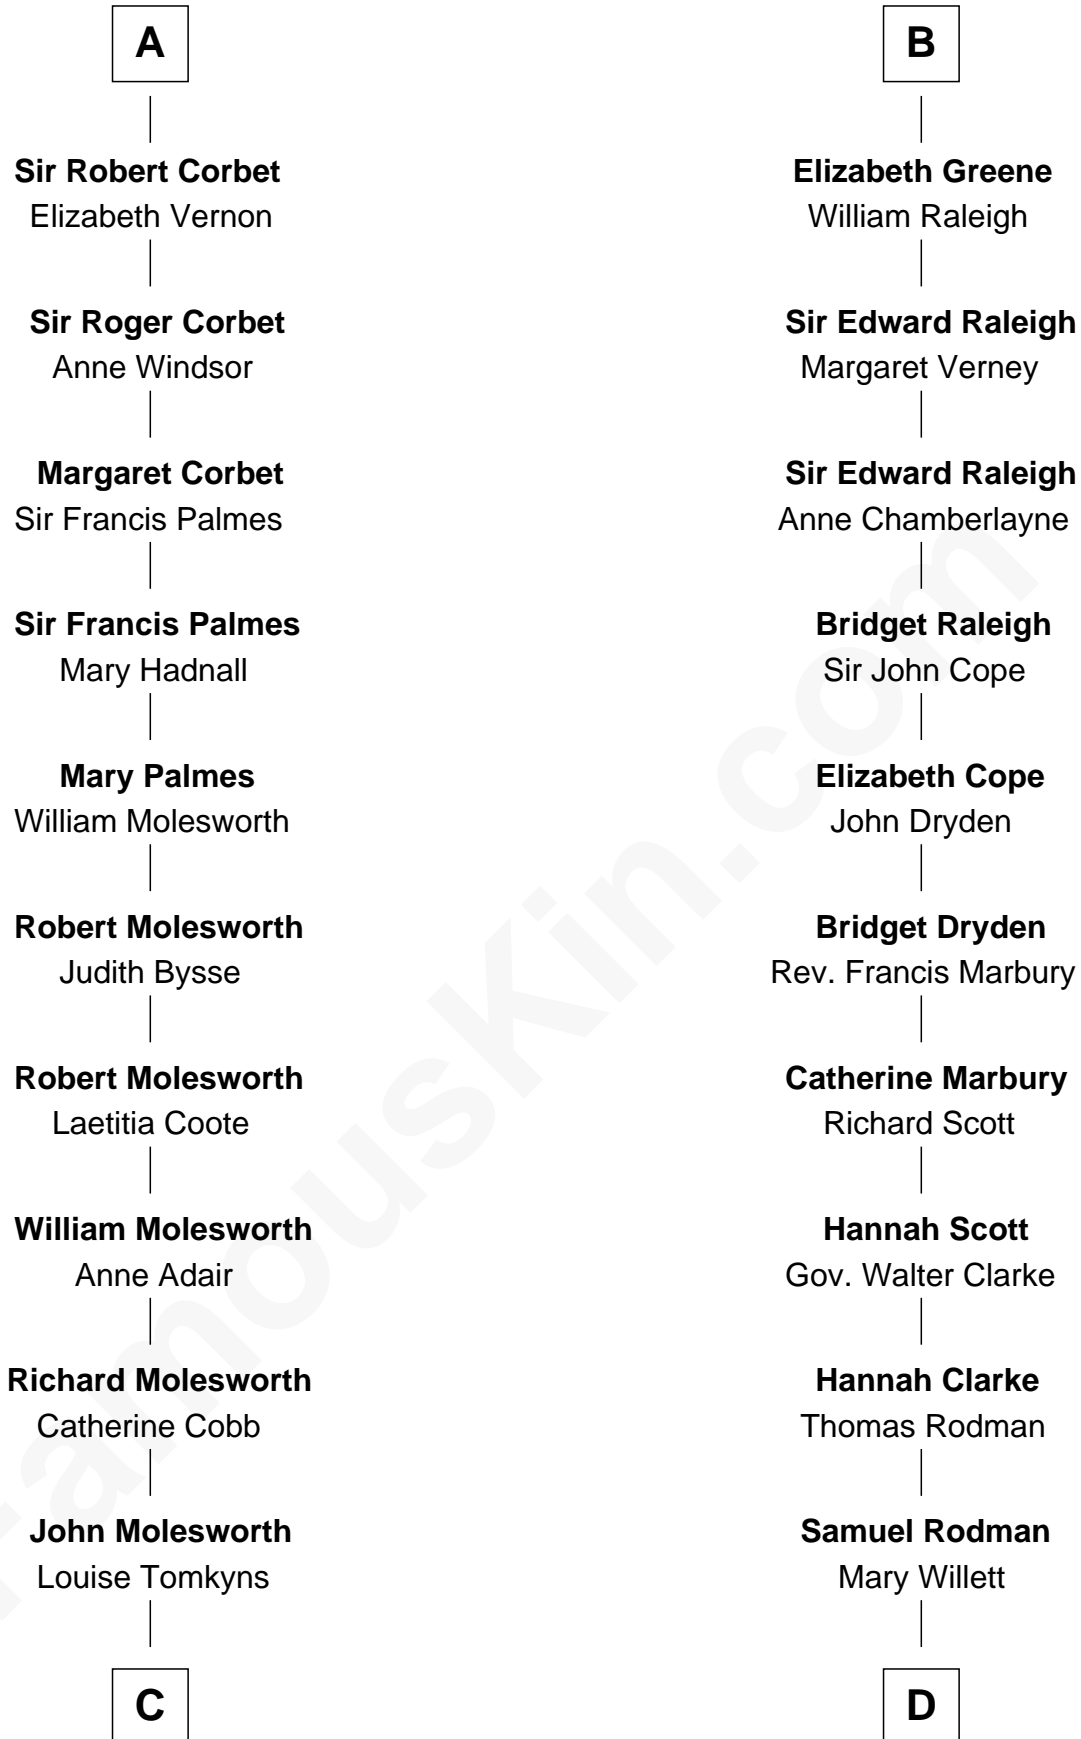 A
Sir Robert Corbet
Elizabeth Vernon
Sir Roger Corbet
Anne Windsor
Margaret Corbet
Sir Francis Palmes
Sir Francis Palmes
Mary Hadnall
Mary Palmes
William Molesworth
Robert Molesworth
Judith Bysse
Robert Molesworth
Laetitia Coote
William Molesworth
Anne Adair
Richard Molesworth
Catherine Cobb
John Molesworth
Louise Tomkyns
C
B
Elizabeth Greene
William Raleigh
Sir Edward Raleigh
Margaret Verney
Sir Edward Raleigh
Anne Chamberlayne
Bridget Raleigh
Sir John Cope
Elizabeth Cope
John Dryden
Bridget Dryden
Rev. Francis Marbury
Catherine Marbury
Richard Scott
Hannah Scott
Gov. Walter Clarke
Hannah Clarke
Thomas Rodman
Samuel Rodman
Mary Willett
D
FamousKin.com